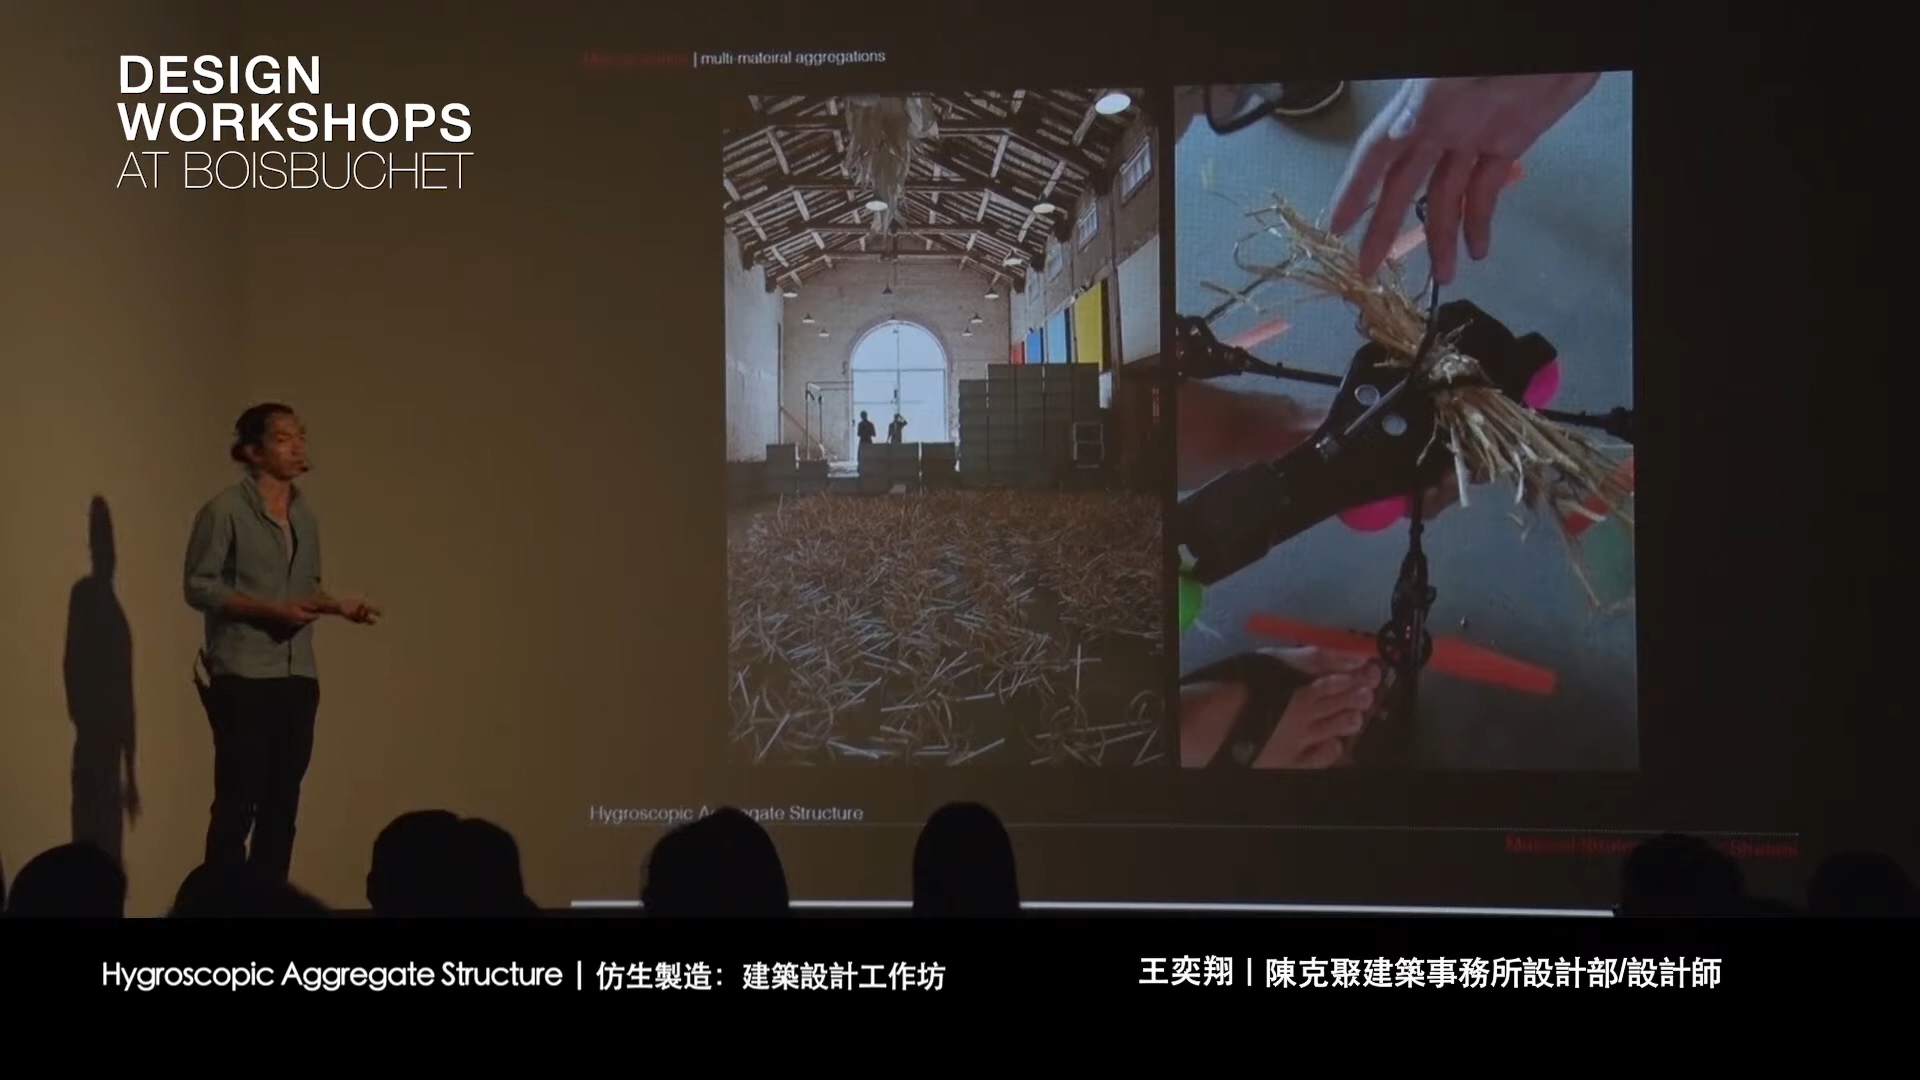 DESIGN
WORKSHOPS
AT BOISBUCHET
| multi-mateiral aggregations
Hygroscopic Structure
Hygroscopic Aggregate Structure | 仿生製造：建築設計工作坊
王奕翔 | 陳克聚建築事務所設計部/設計師